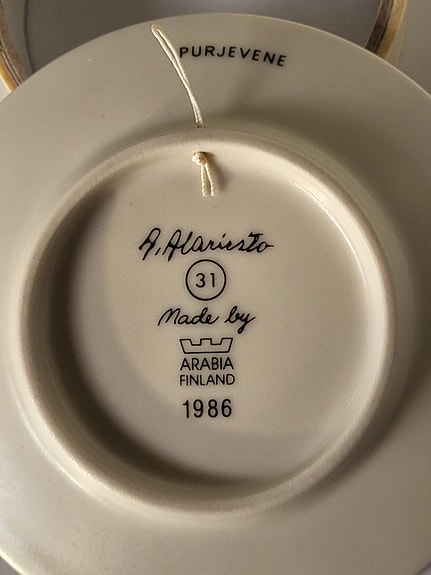 PURJEVENE
A. Alariesto
31
Made by
ARABIA
FINLAND
1986